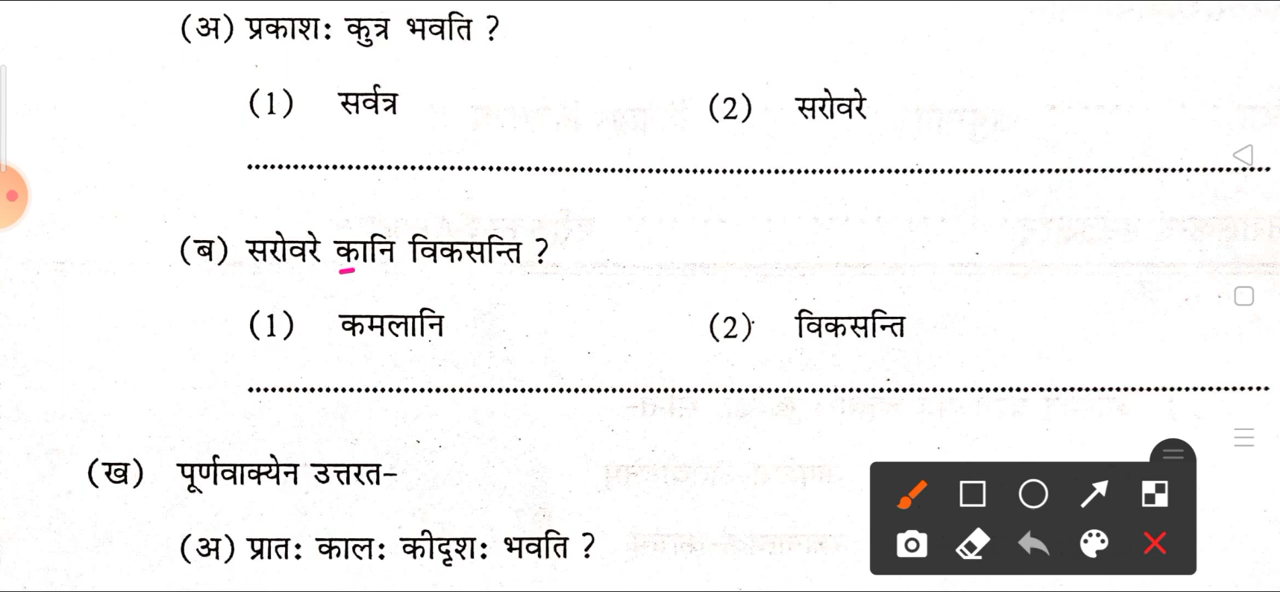 (अ) प्रकाशः कुत्र भवति ?
(1) सर्वत्र (2) सरोवरे
(ब) सरोवरे कानि विकसन्ति ?
(1) कमलानि (2) विकसन्ति
(ख) पूर्णवाक्येन उत्तरत-
(अ) प्रातः कालः कीदृशः भवति ?